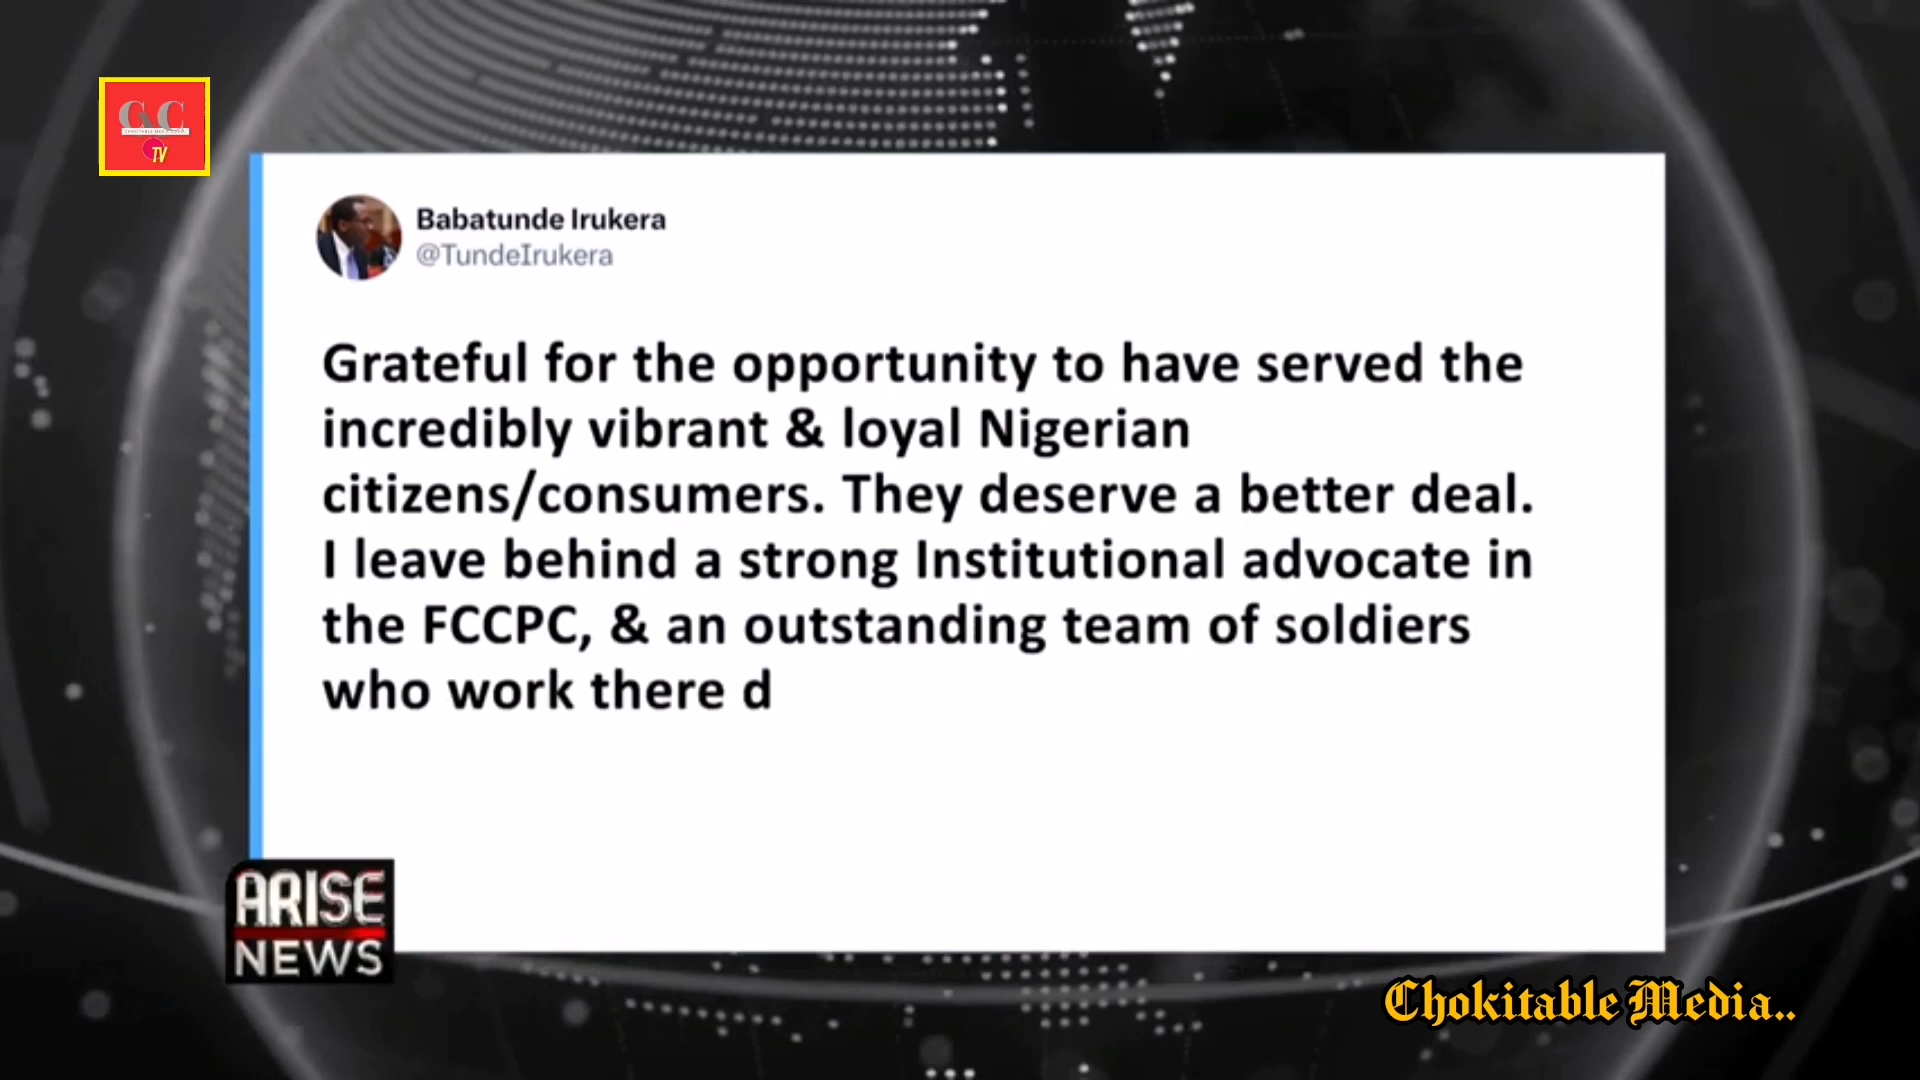 GC
TV
Babatunde Irukera
@TundeIrukera
Grateful for the opportunity to have served the
incredibly vibrant & loyal Nigerian
citizens/consumers. They deserve a better deal.
I leave behind a strong Institutional advocate in
the FCCPC, & an outstanding team of soldiers
who work there d
ARISE
NEWS
Chokitable Media..